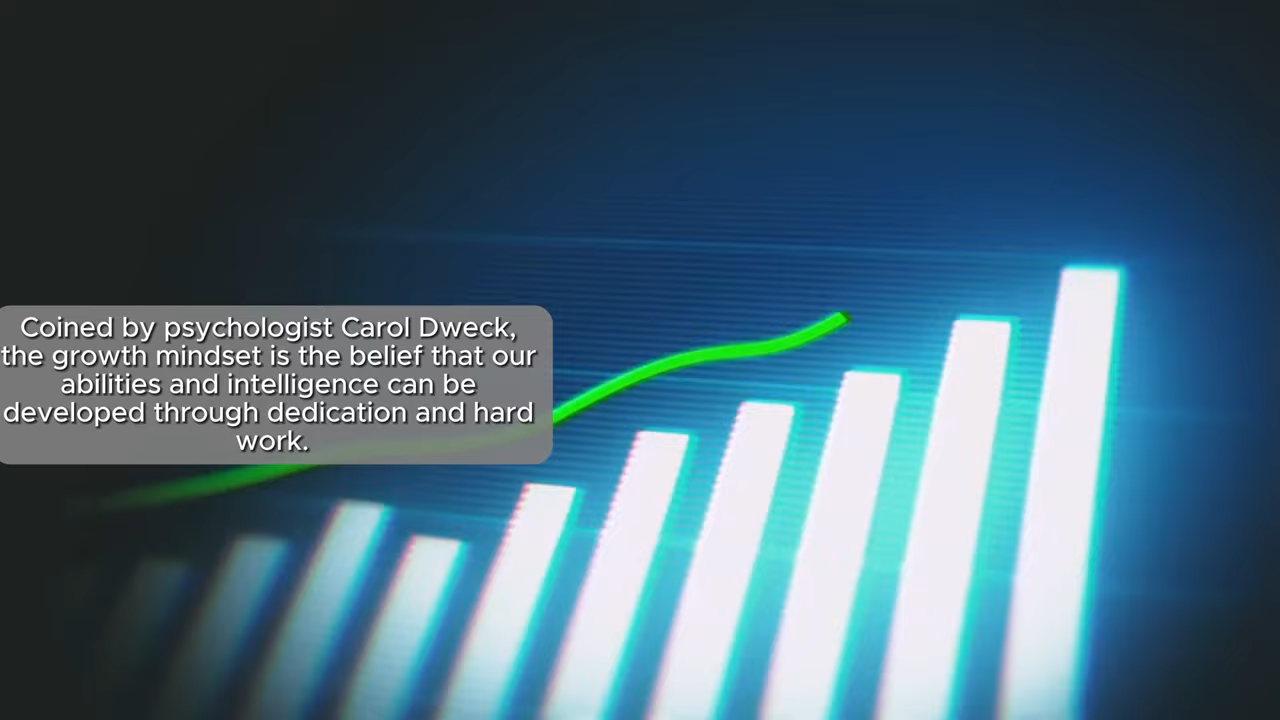 Coined by psychologist Carol Dweck,
the growth mindset is the belief that our
abilities and intelligence can be
developed through dedication and hard
work.